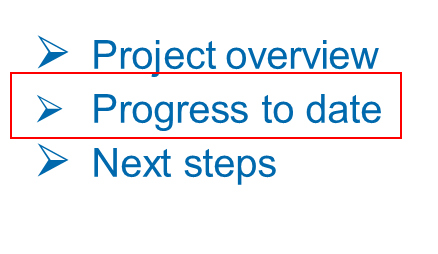 Project overview
Progress to date
Next steps